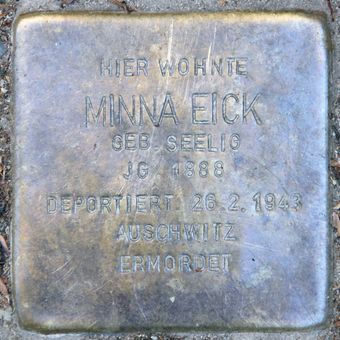 HIER WOHNTE
MINNA EICK
GEB. SEELIG
JG. 1888
DEPORTIERT 26.2.1943
AUSCHWITZ
ERMORDET